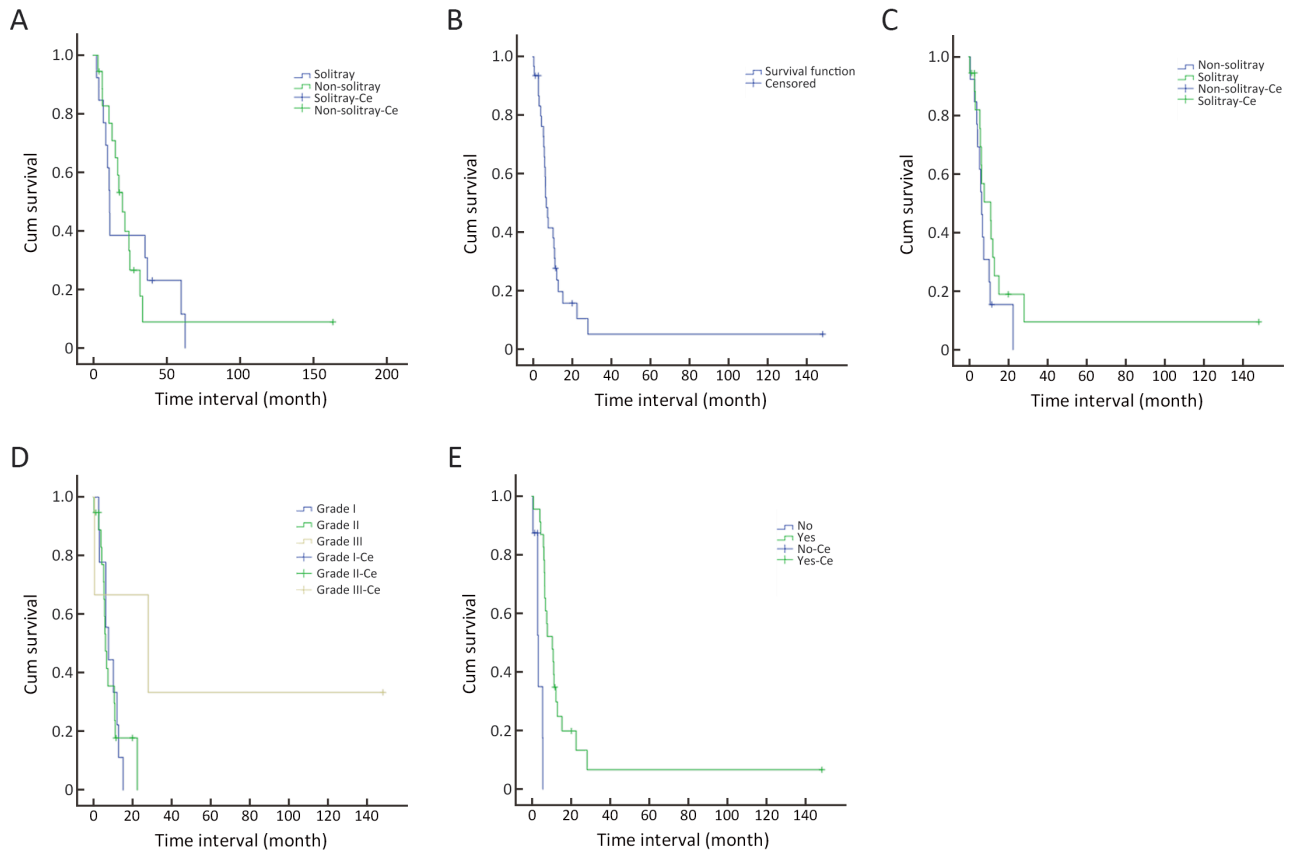 A
1.0
0.8
0.6
0.4
0.2
0
Cum survival
0 50 100 150 200
Time interval (month)
Solitray
Non-solitray
Solitray-Ce
Non-solitray-Ce
B
1.0
0.8
0.6
0.4
0.2
0
Cum survival
0 20 40 60 80 100 120 140
Time interval (month)
Survival function
Censored
C
1.0
0.8
0.6
0.4
0.2
0
Cum survival
0 20 40 60 80 100 120 140
Time interval (month)
Non-solitray
Solitray
Non-solitray-Ce
Solitray-Ce
D
1.0
0.8
0.6
0.4
0.2
0
Cum survival
0 20 40 60 80 100 120 140
Time interval (month)
Grade I
Grade II
Grade III
Grade I-Ce
Grade II-Ce
Grade III-Ce
E
1.0
0.8
0.6
0.4
0.2
0
Cum survival
0 20 40 60 80 100 120 140
Time interval (month)
No
Yes
No-Ce
Yes-Ce